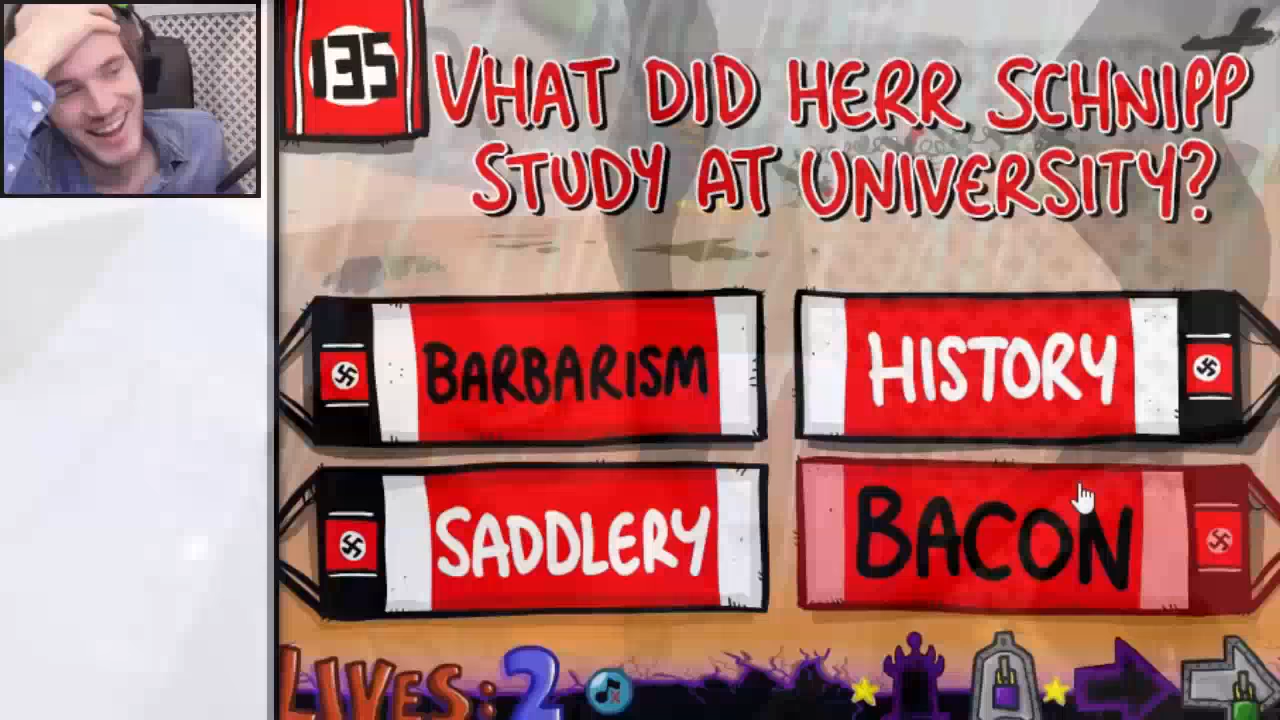 135
VHAT DID HERR SCHNIPP
STUDY AT UNIVERSITY?
BARBARISM
HISTORY
SADDLERY
BACON
LIVES: 2